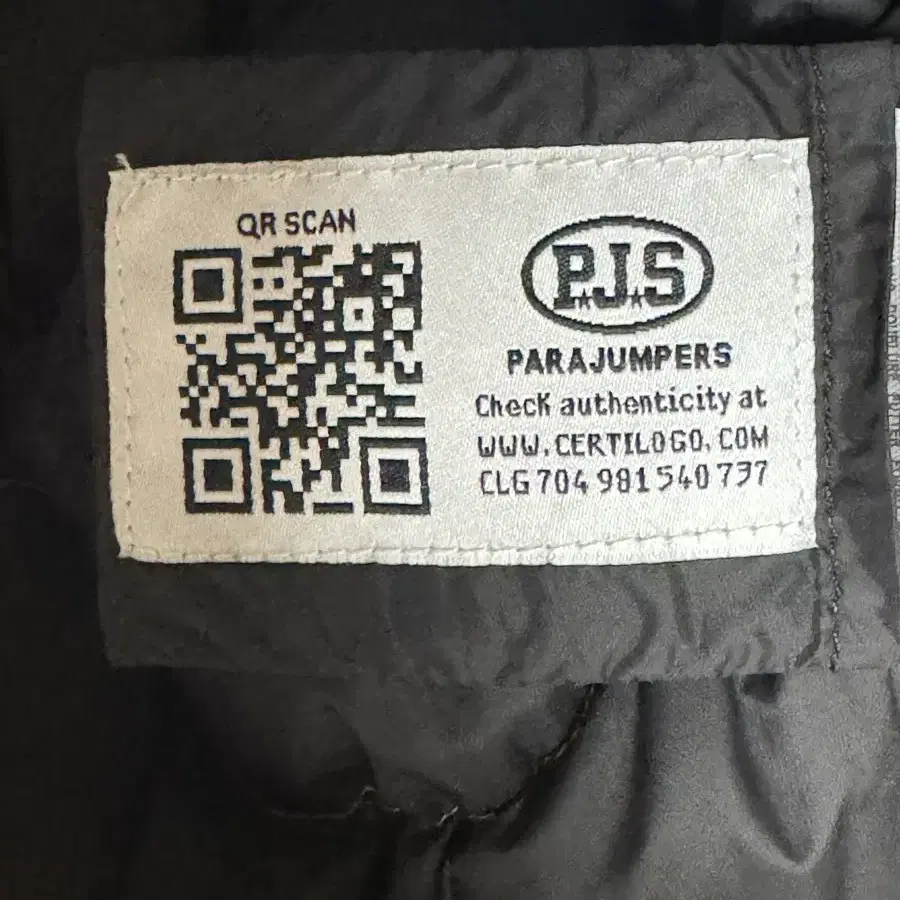 QR SCAN
P.J.S
PARAJUMPERS
Check authenticity at
WWW.CERTILOGO.COM
CLG 704 981 540 737